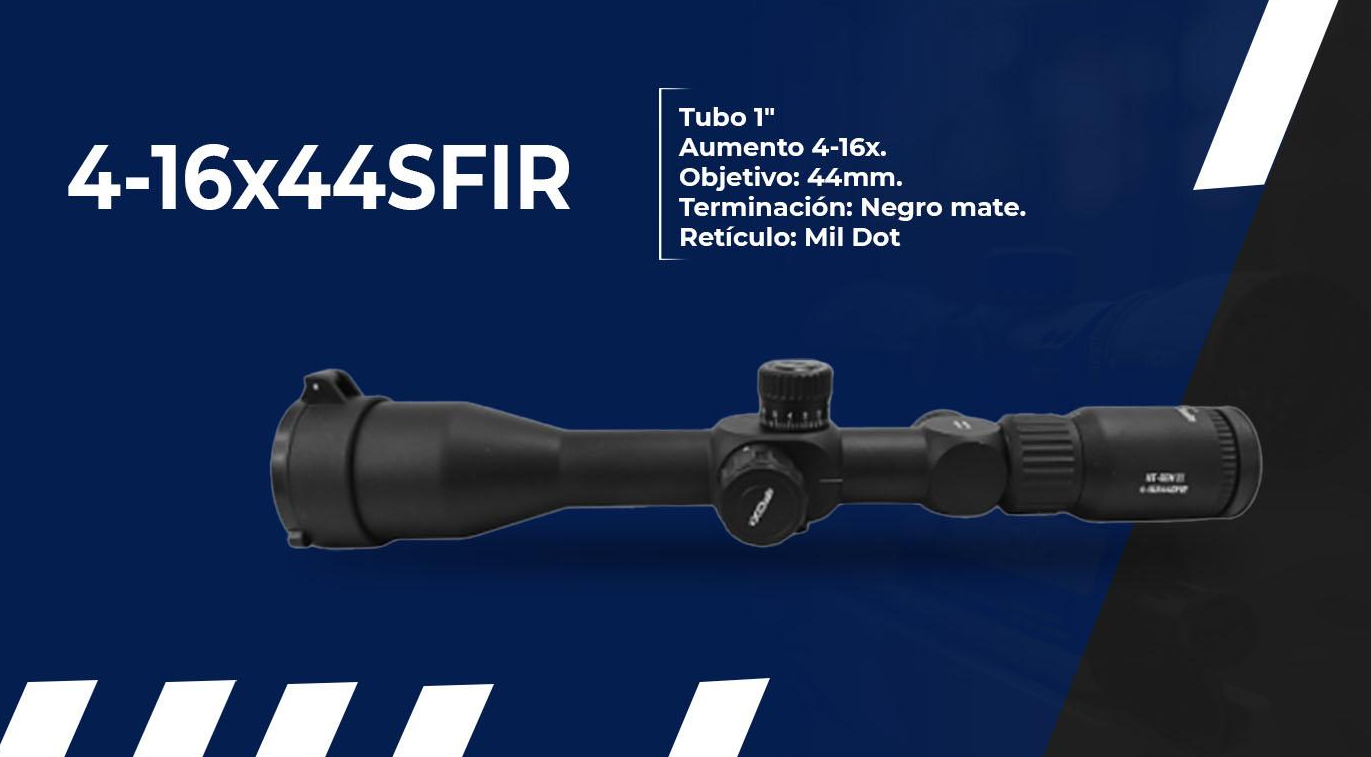 4-16x44SFIR
Tubo 1"
Aumento 4-16x.
Objetivo: 44mm.
Terminación: Negro mate.
Retículo: Mil Dot